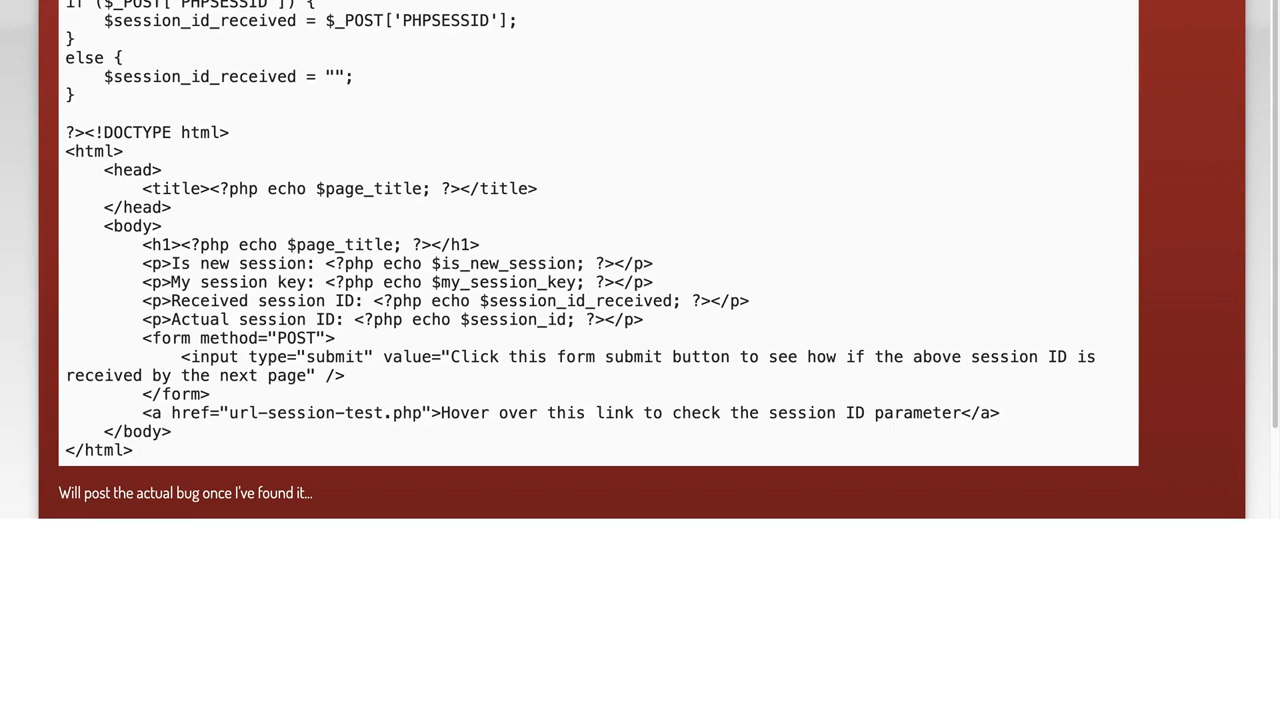 if ($_POST['PHPSESSID']) {
    $session_id_received = $_POST['PHPSESSID'];
}
else {
    $session_id_received = "";
}

?><!DOCTYPE html>
<html>
    <head>
        <title><?php echo $page_title; ?></title>
    </head>
    <body>
        <h1><?php echo $page_title; ?></h1>
        <p>Is new session: <?php echo $is_new_session; ?></p>
        <p>My session key: <?php echo $my_session_key; ?></p>
        <p>Received session ID: <?php echo $session_id_received; ?></p>
        <p>Actual session ID: <?php echo $session_id; ?></p>
        <form method="POST">
            <input type="submit" value="Click this form submit button to see how if the above session ID is
received by the next page" />
        </form>
        <a href="url-session-test.php">Hover over this link to check the session ID parameter</a>
    </body>
</html>
Will post the actual bug once I've found it...